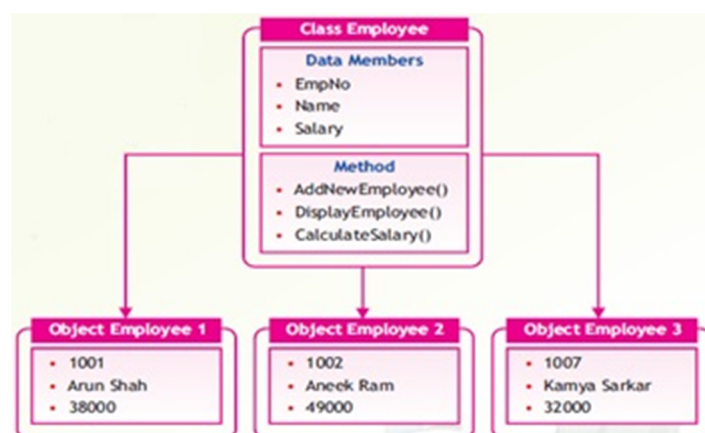 Class Employee
Data Members
▪ EmpNo
▪ Name
▪ Salary
Method
▪ AddNewEmployee()
▪ DisplayEmployee()
▪ CalculateSalary()
Object Employee 1
▪ 1001
▪ Arun Shah
▪ 38000
Object Employee 2
▪ 1002
▪ Aneek Ram
▪ 49000
Object Employee 3
▪ 1007
▪ Kamya Sarkar
▪ 32000